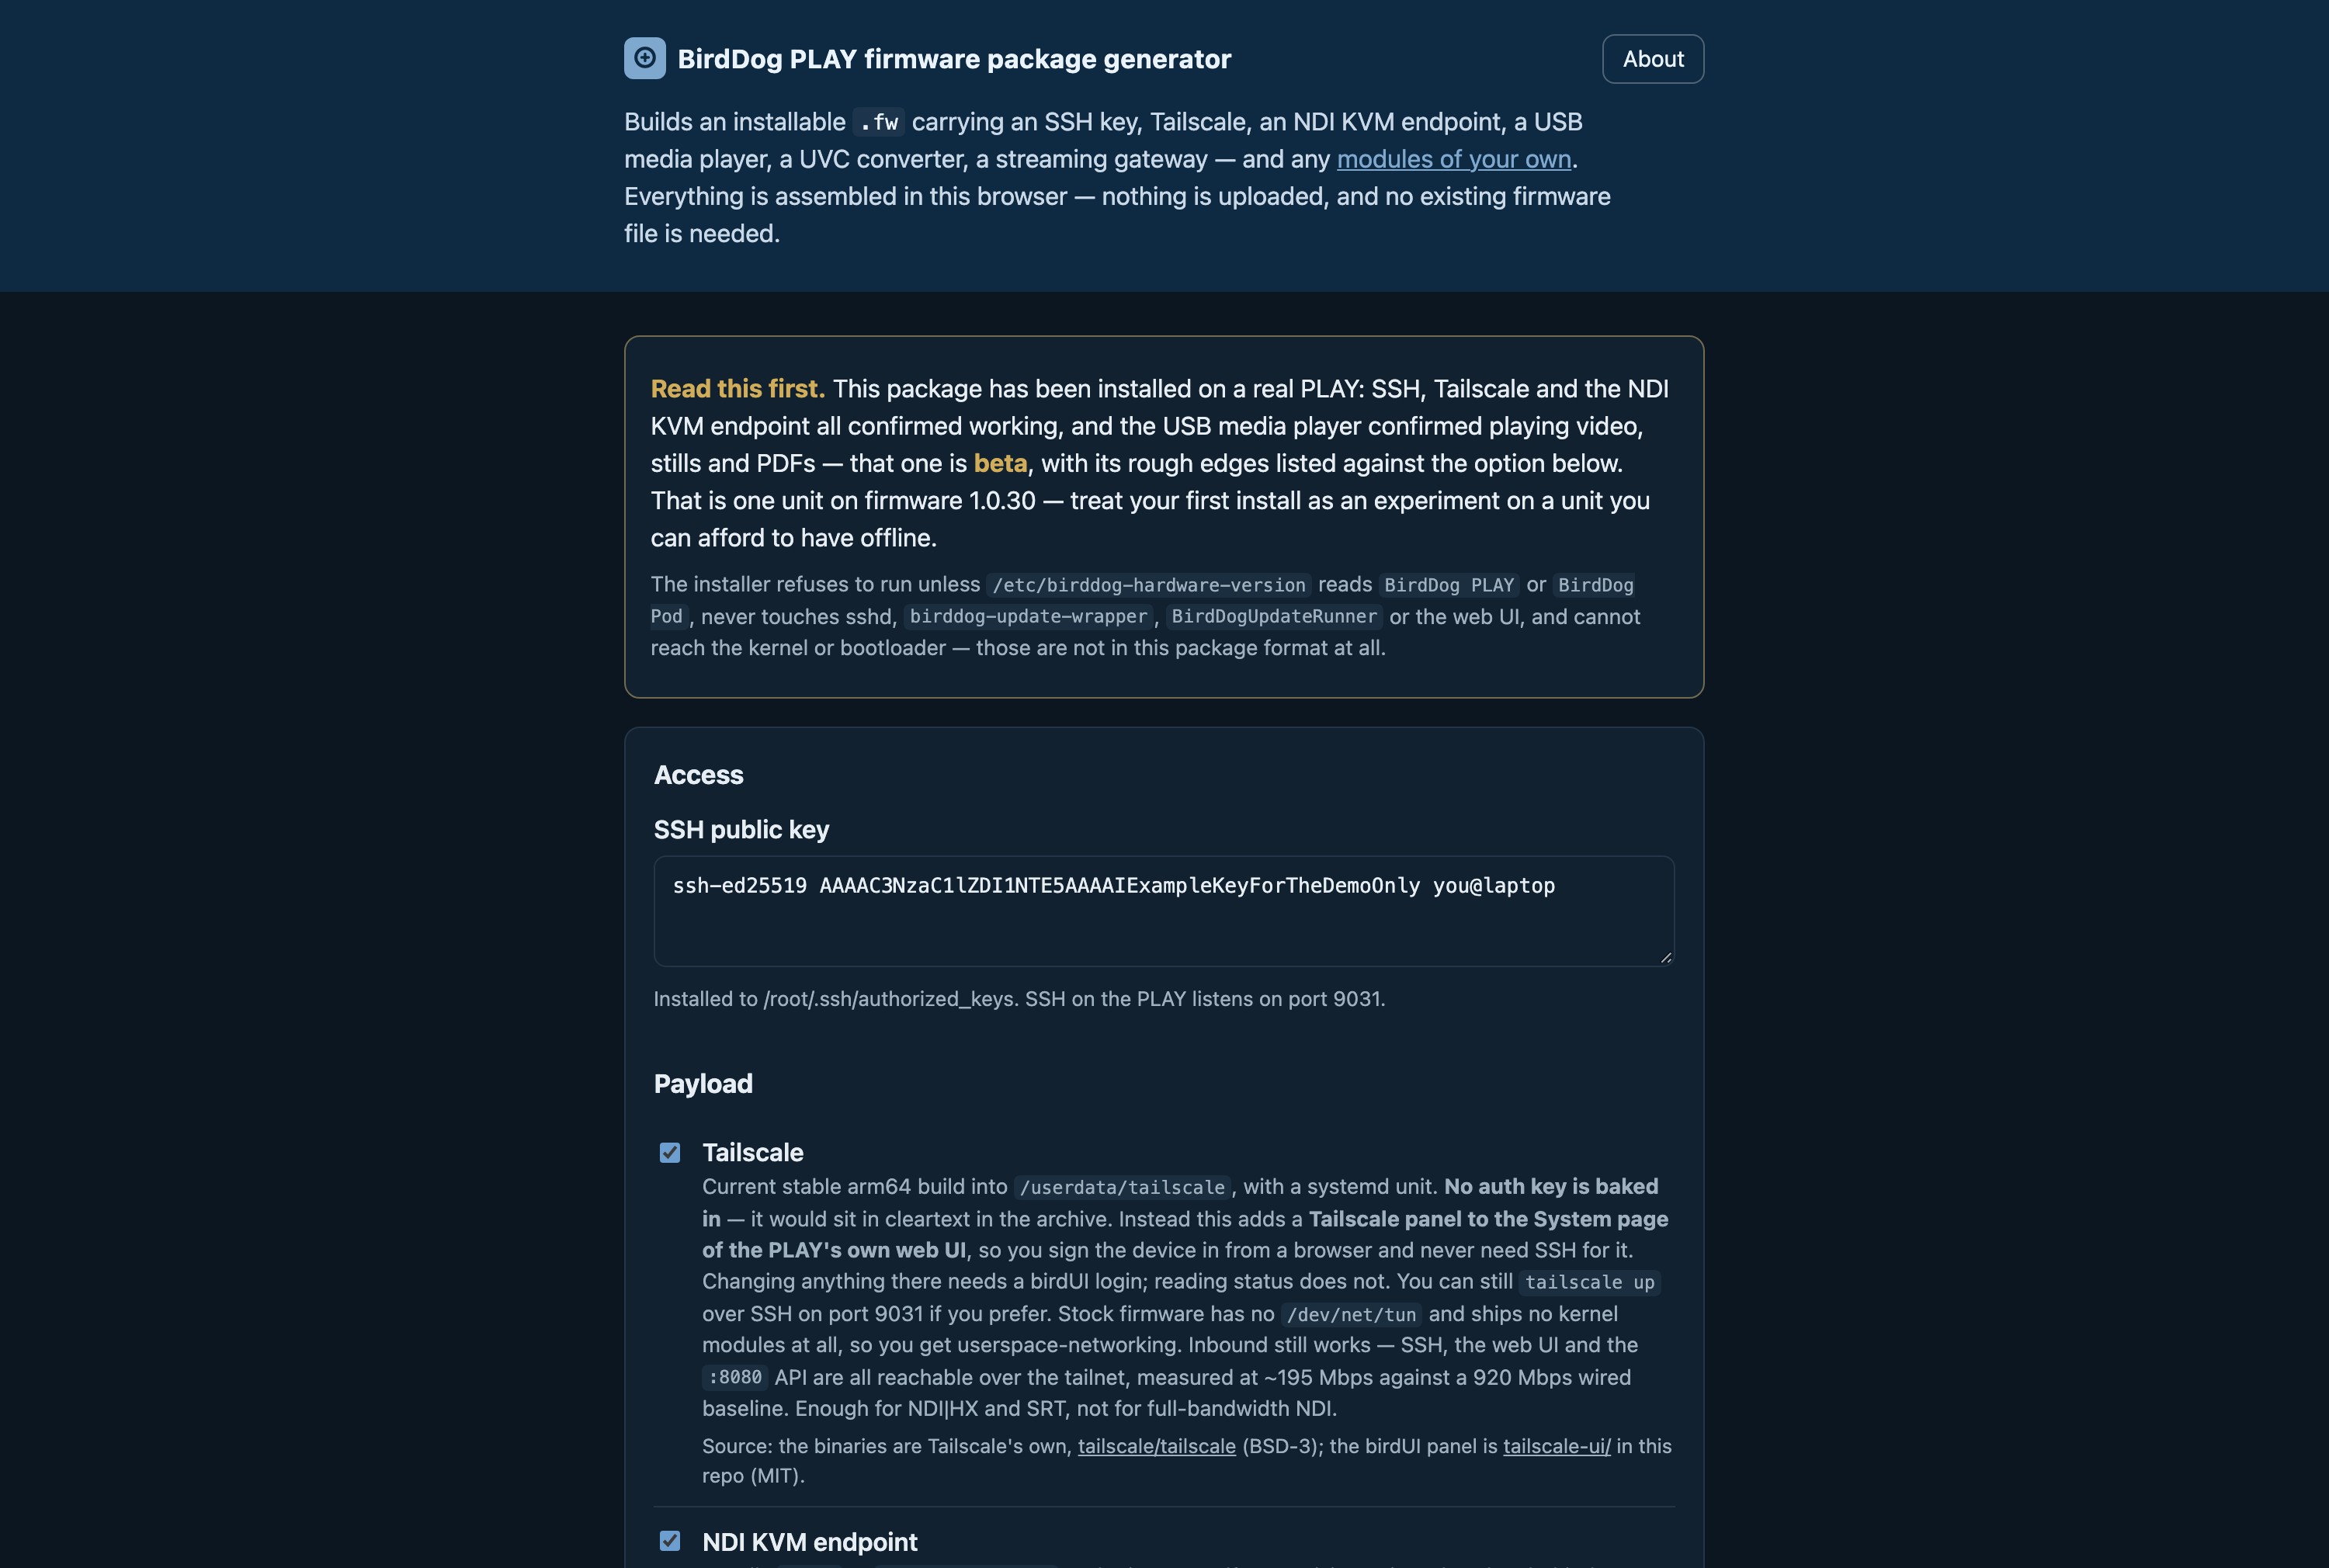 BirdDog PLAY firmware package generator
About
Builds an installable .fw carrying an SSH key, Tailscale, an NDI KVM endpoint, a USB
media player, a UVC converter, a streaming gateway — and any modules of your own.
Everything is assembled in this browser — nothing is uploaded, and no existing firmware
file is needed.
Read this first. This package has been installed on a real PLAY: SSH, Tailscale and the NDI
KVM endpoint all confirmed working, and the USB media player confirmed playing video,
stills and PDFs — that one is beta, with its rough edges listed against the option below.
That is one unit on firmware 1.0.30 — treat your first install as an experiment on a unit you
can afford to have offline.
The installer refuses to run unless /etc/birddog-hardware-version reads BirdDog PLAY or BirdDog
Pod, never touches sshd, birddog-update-wrapper, BirdDogUpdateRunner or the web UI, and cannot
reach the kernel or bootloader — those are not in this package format at all.
Access
SSH public key
ssh-ed25519 AAAAC3NzaC1lZDI1NTE5AAAAIExampleKeyForTheDemoOnly you@laptop
Installed to /root/.ssh/authorized_keys. SSH on the PLAY listens on port 9031.
Payload
Tailscale
Current stable arm64 build into /userdata/tailscale, with a systemd unit. No auth key is baked
in — it would sit in cleartext in the archive. Instead this adds a Tailscale panel to the System page
of the PLAY's own web UI, so you sign the device in from a browser and never need SSH for it.
Changing anything there needs a birdUI login; reading status does not. You can still tailscale up
over SSH on port 9031 if you prefer. Stock firmware has no /dev/net/tun and ships no kernel
modules at all, so you get userspace-networking. Inbound still works — SSH, the web UI and the
:8080 API are all reachable over the tailnet, measured at ~195 Mbps against a 920 Mbps wired
baseline. Enough for NDI|HX and SRT, not for full-bandwidth NDI.
Source: the binaries are Tailscale's own, tailscale/tailscale (BSD-3); the birdUI panel is tailscale-ui/ in this
repo (MIT).
NDI KVM endpoint